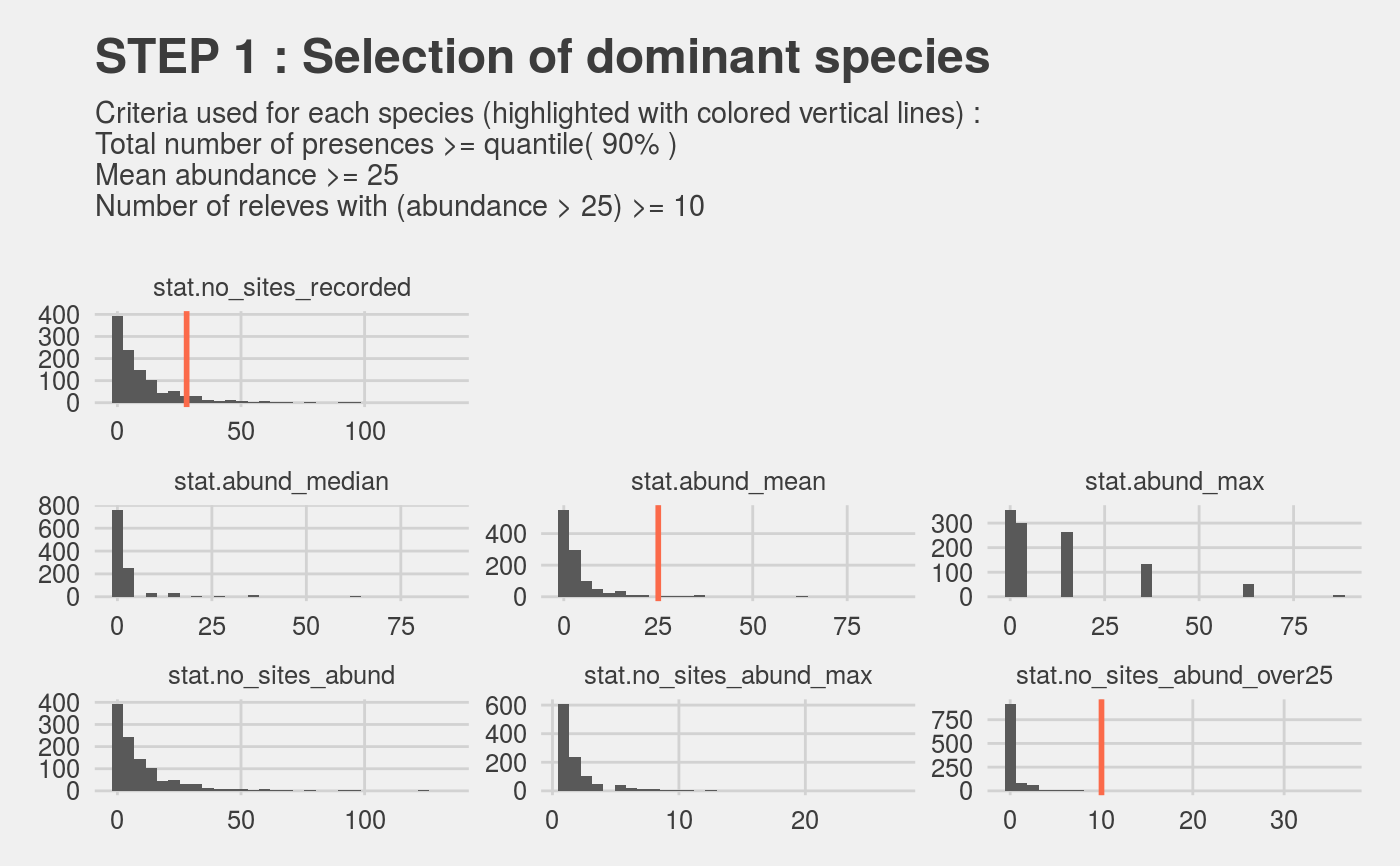 STEP 1 : Selection of dominant species
Criteria used for each species (highlighted with colored vertical lines) :
Total number of presences >= quantile( 90% )
Mean abundance >= 25
Number of releves with (abundance > 25) >= 10
stat.no_sites_recorded
400
300
200
100
0
0 50 100
stat.abund_median
800
600
400
200
0
0 25 50 75
stat.abund_mean
400
200
0
0 25 50 75
stat.abund_max
300
200
100
0
0 25 50 75
stat.no_sites_abund
400
300
200
100
0
0 50 100
stat.no_sites_abund_max
600
400
200
0
0 10 20
stat.no_sites_abund_over25
750
500
250
0
0 10 20 30